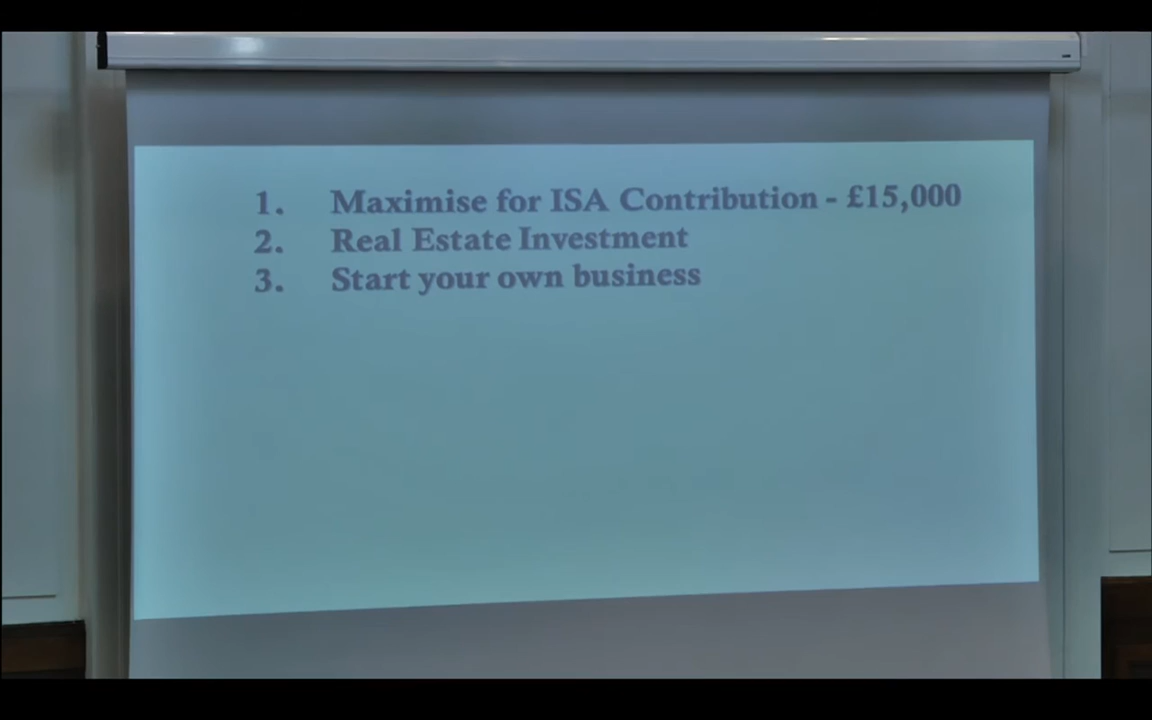 1. Maximise for ISA Contribution - £15,000
2. Real Estate Investment
3. Start your own business